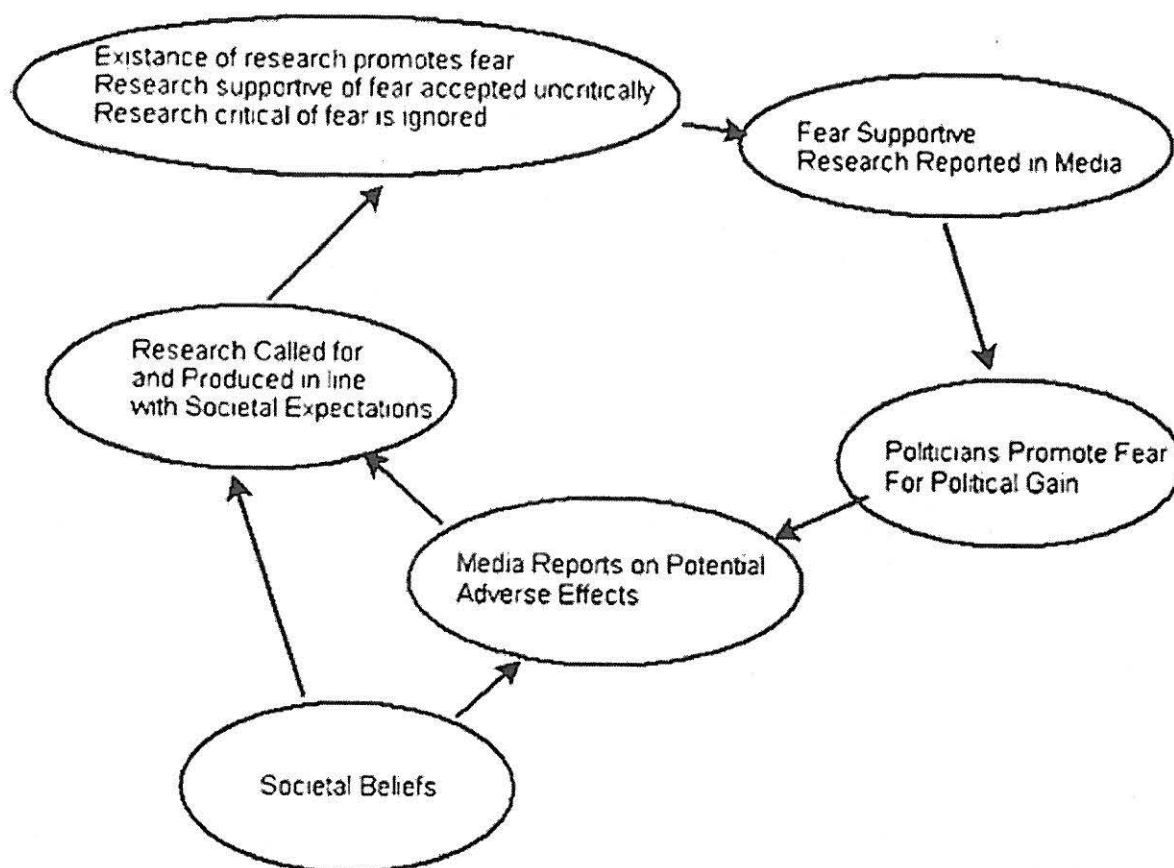 Existance of research promotes fear
Research supportive of fear accepted uncritically
Research critical of fear is ignored
Fear Supportive
Research Reported in Media
Research Called for
and Produced in line
with Societal Expectations
Politicians Promote Fear
For Political Gain
Media Reports on Potential
Adverse Effects
Societal Beliefs